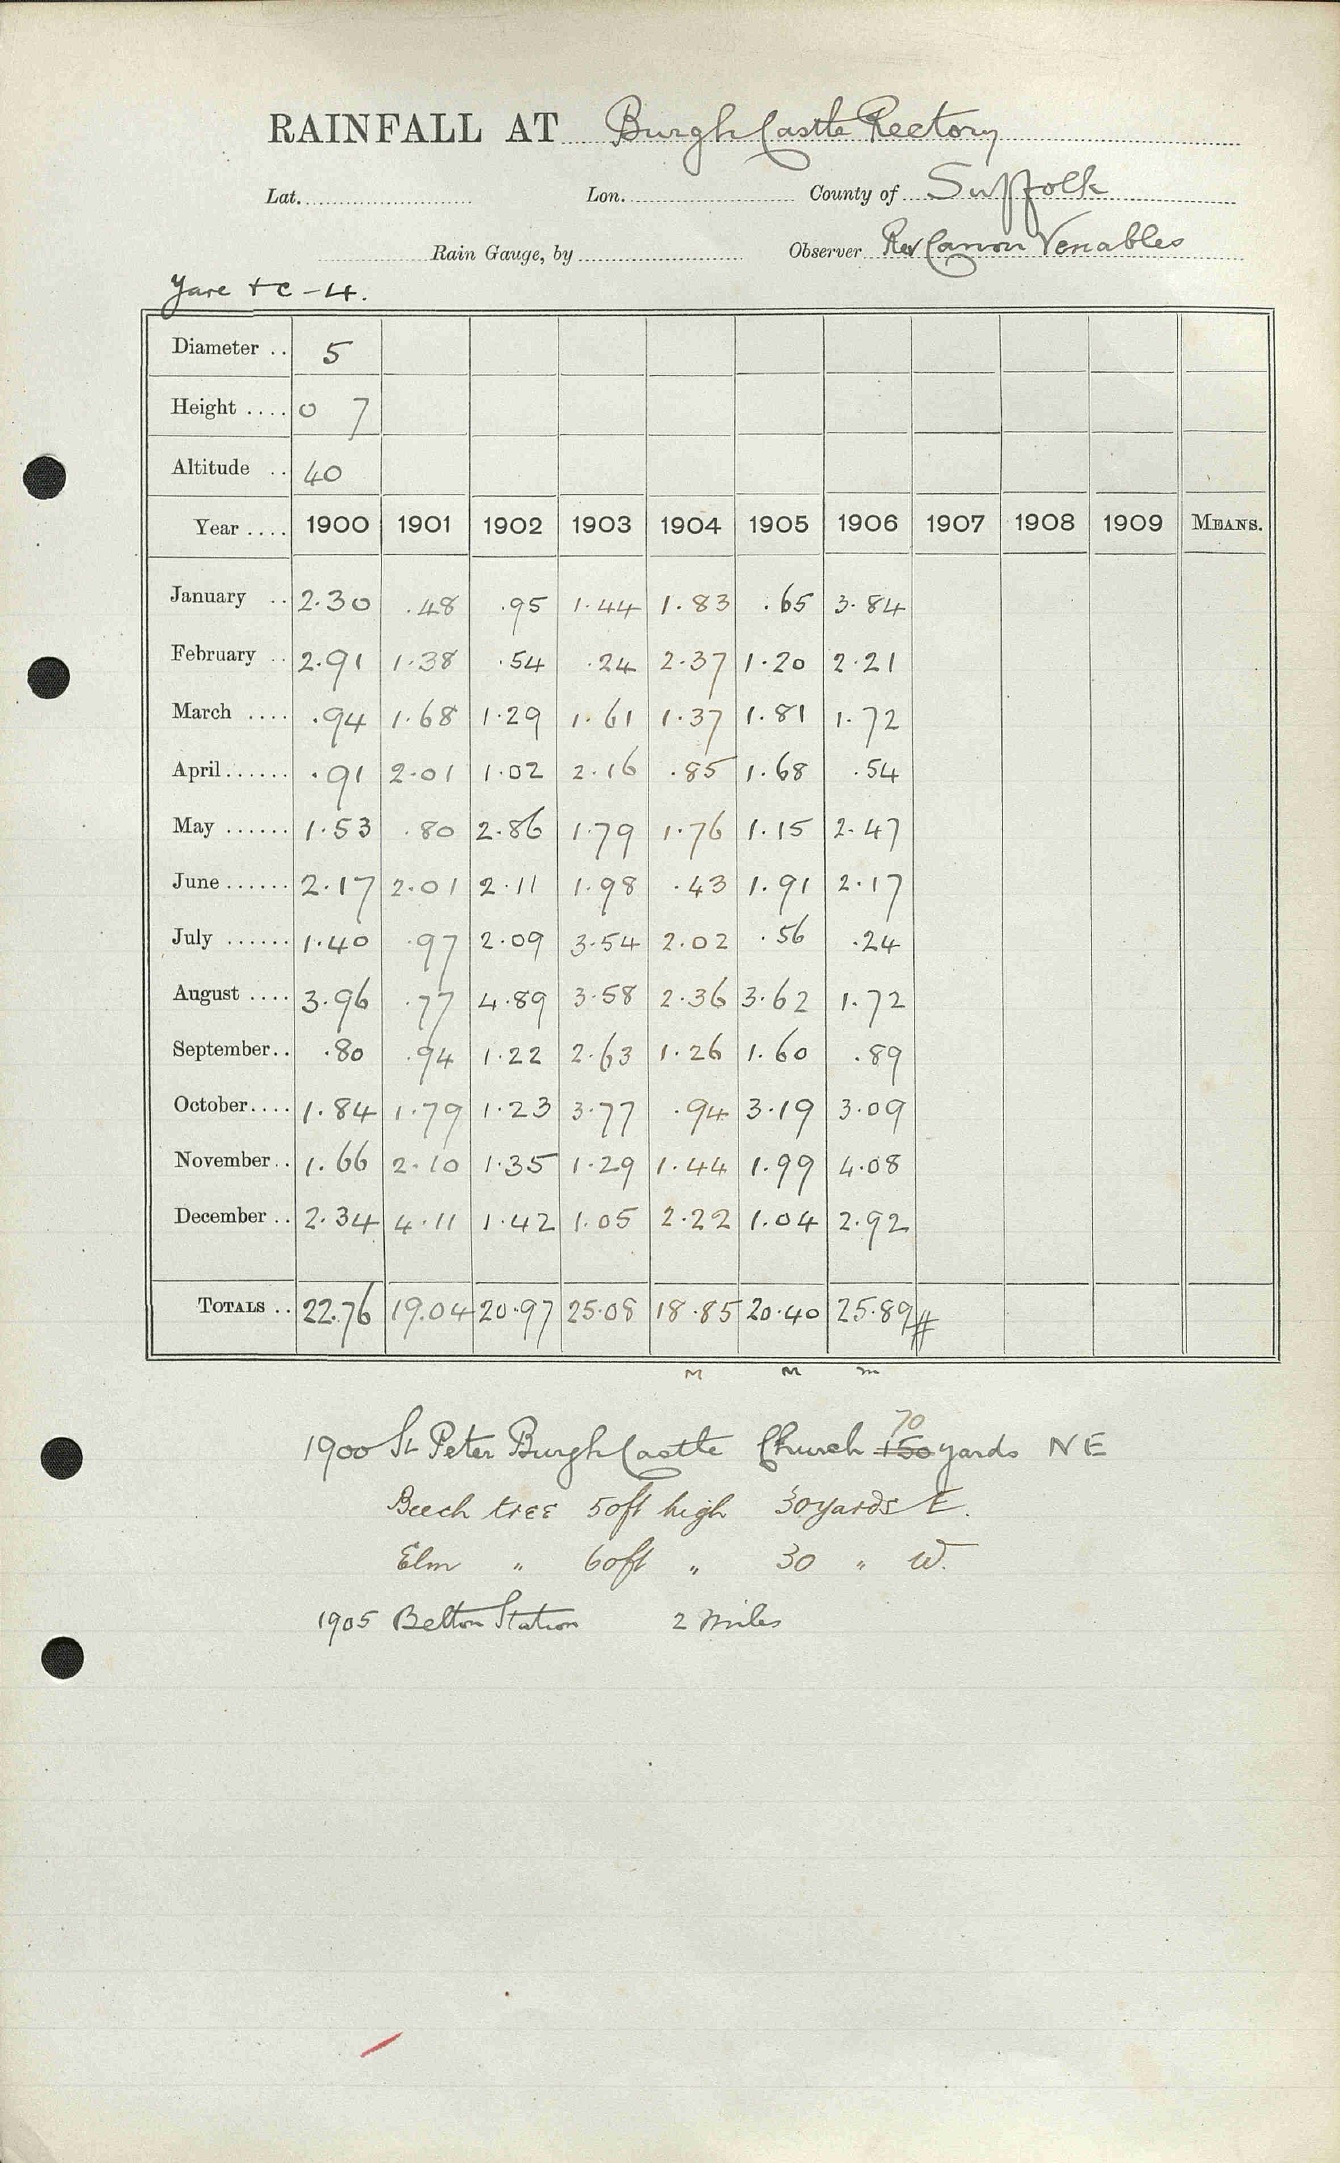 RAINFALL AT Burgh Castle Rectory
Lat. Lon. County of Suffolk
Rain Gauge, by Observer Rev Canon Venables
Yare &c - 4.
Diameter .. 5
Height .... 0 7
Altitude .. 40
Year .... 1900 1901 1902 1903 1904 1905 1906 1907 1908 1909 MEANS.
January .. 2.30 .48 .95 1.44 1.83 .65 3.84
February .. 2.91 1.38 .54 .24 2.37 1.20 2.21
March .... .94 1.68 1.29 1.61 1.37 1.81 1.72
April...... .91 2.01 1.02 2.16 .85 1.68 .54
May ...... 1.53 .80 2.86 1.79 1.76 1.15 2.47
June...... 2.17 2.01 2.11 1.98 .43 1.91 2.17
July ...... 1.40 .97 2.09 3.54 2.02 .56 .24
August .... 3.96 .77 4.89 3.58 2.36 3.62 1.72
September.. .80 .94 1.22 2.63 1.26 1.60 .89
October.... 1.84 1.79 1.23 3.77 .94 3.19 3.09
November.. 1.66 2.10 1.35 1.29 1.44 1.99 4.08
December .. 2.34 4.11 1.42 1.05 2.22 1.04 2.92
TOTALS .. 22.76 19.04 20.97 25.08 18.85 20.40 25.89 #
M M m
70
1900 St Peter Burgh Castle Church 150 yards NE
Beech tree 50ft high 30 yards E.
Elm " 60ft " 30 " W.
1905 Belton Station 2 miles